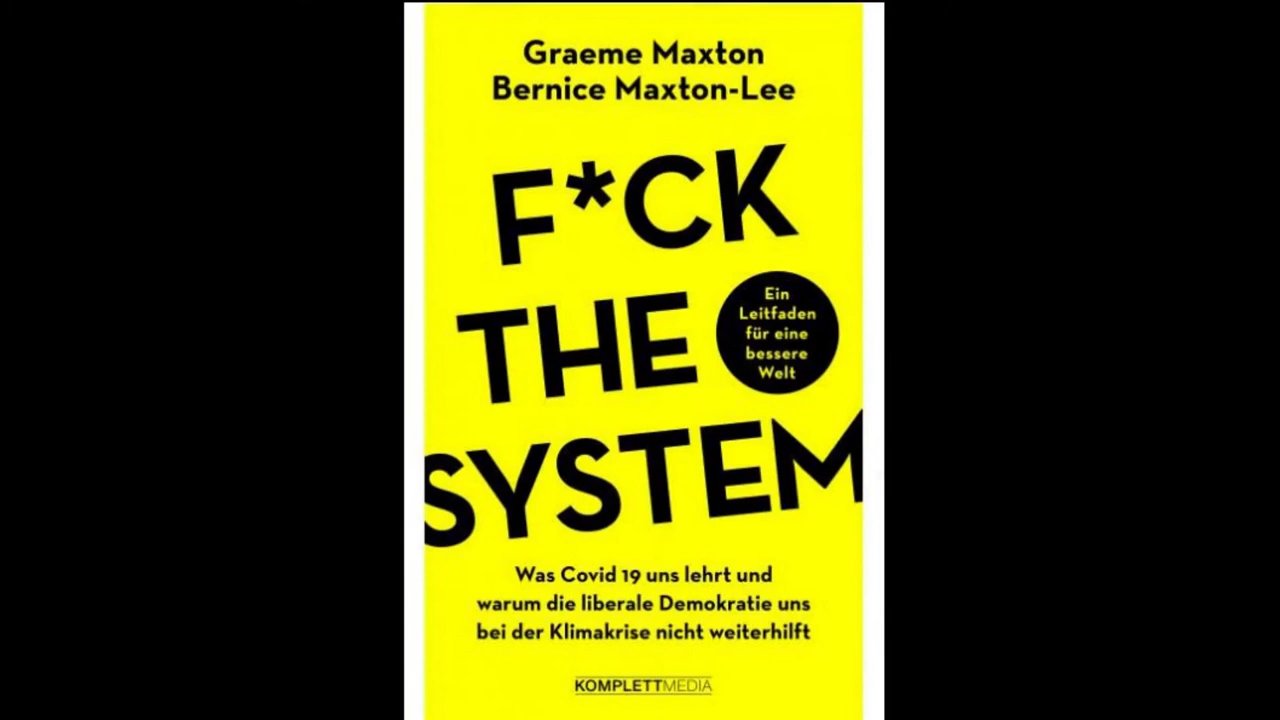 Graeme Maxton
Bernice Maxton-Lee
F*CK
THE
Ein
Leitfaden
für eine
bessere
Welt
SYSTEM
Was Covid 19 uns lehrt und
warum die liberale Demokratie uns
bei der Klimakrise nicht weiterhilft
KOMPLETTMEDIA